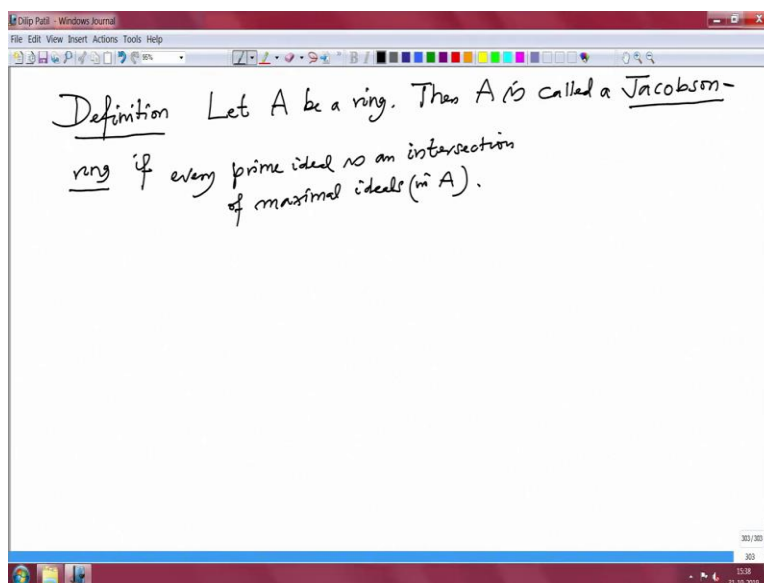 Dilip Patil - Windows Journal
File Edit View Insert Actions Tools Help
Definition Let A be a ring. Then A is called a Jacobson-
ring if every prime ideal is an intersection
of maximal ideals (in A).
303/303
303
15:38